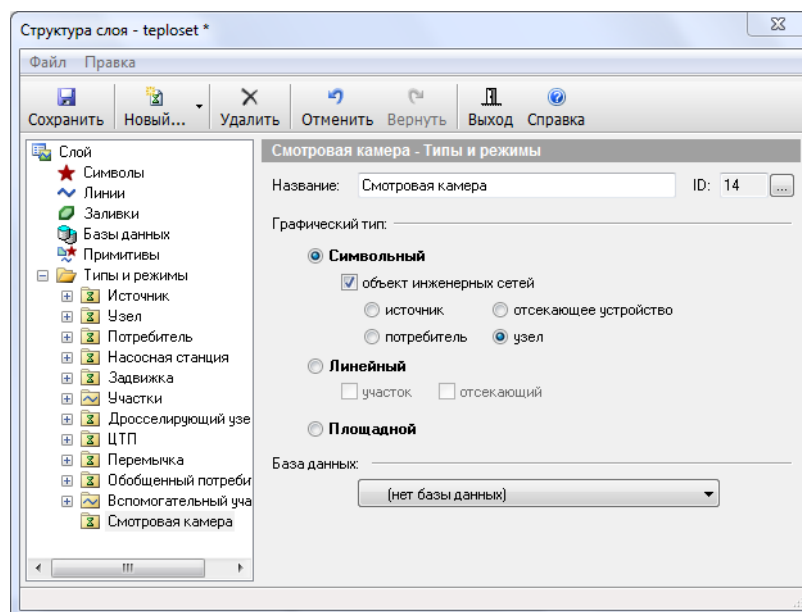 Структура слоя - teploset *
Файл Правка
Сохранить Новый... Удалить Отменить Вернуть Выход Справка
Слой
Символы
Линии
Заливки
Базы данных
Примитивы
Типы и режимы
Источник
Узел
Потребитель
Насосная станция
Задвижка
Участки
Дросселирующий узе
ЦТП
Перемычка
Обобщенный потреби
Вспомогательный уча
Смотровая камера
Смотровая камера - Типы и режимы
Название: Смотровая камера ID: 14 ...
Графический тип:
Символьный
объект инженерных сетей
источник отсекающее устройство
потребитель узел
Линейный
участок отсекающий
Площадной
База данных:
(нет базы данных)